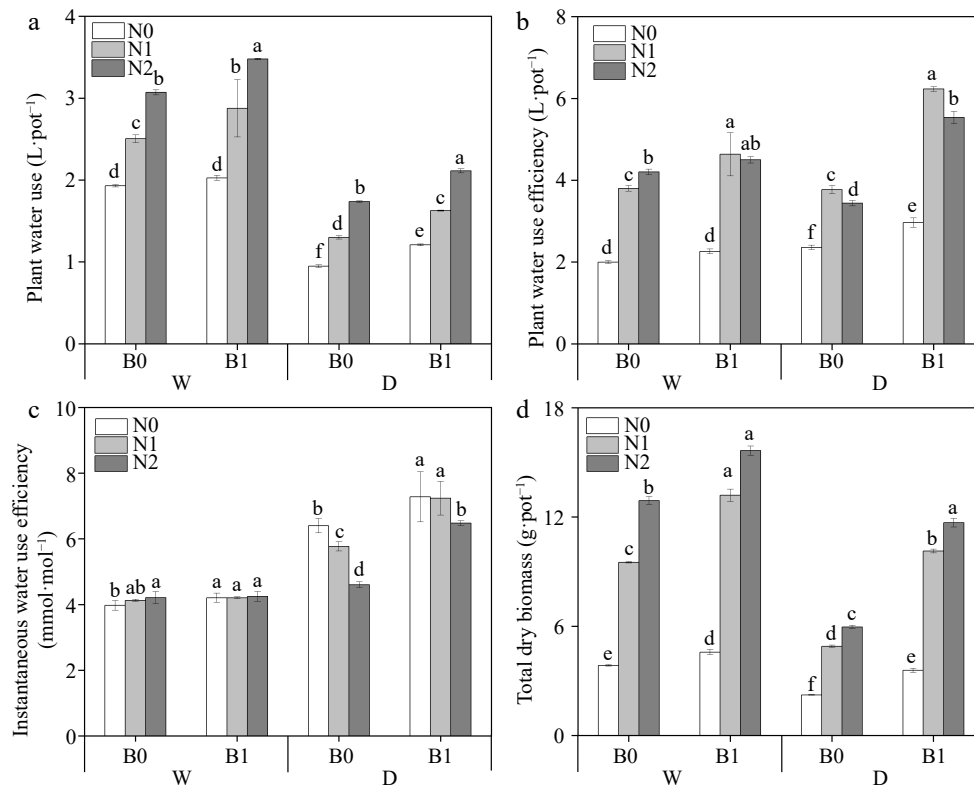 a
Plant water use (L·pot⁻¹)
4
3
2
1
0
N0
N1
N2
d c b d b a f d b e c a
B0 B1 B0 B1
W D
b
Plant water use efficiency (L·pot⁻¹)
8
6
4
2
0
N0
N1
N2
d c b d a ab f c d e a b
B0 B1 B0 B1
W D
c
Instantaneous water use efficiency
(mmol·mol⁻¹)
10
8
6
4
2
0
N0
N1
N2
b ab a a a a b c d a a b
B0 B1 B0 B1
W D
d
Total dry biomass (g·pot⁻¹)
18
12
6
0
N0
N1
N2
e c b d a a f d c e b a
B0 B1 B0 B1
W D